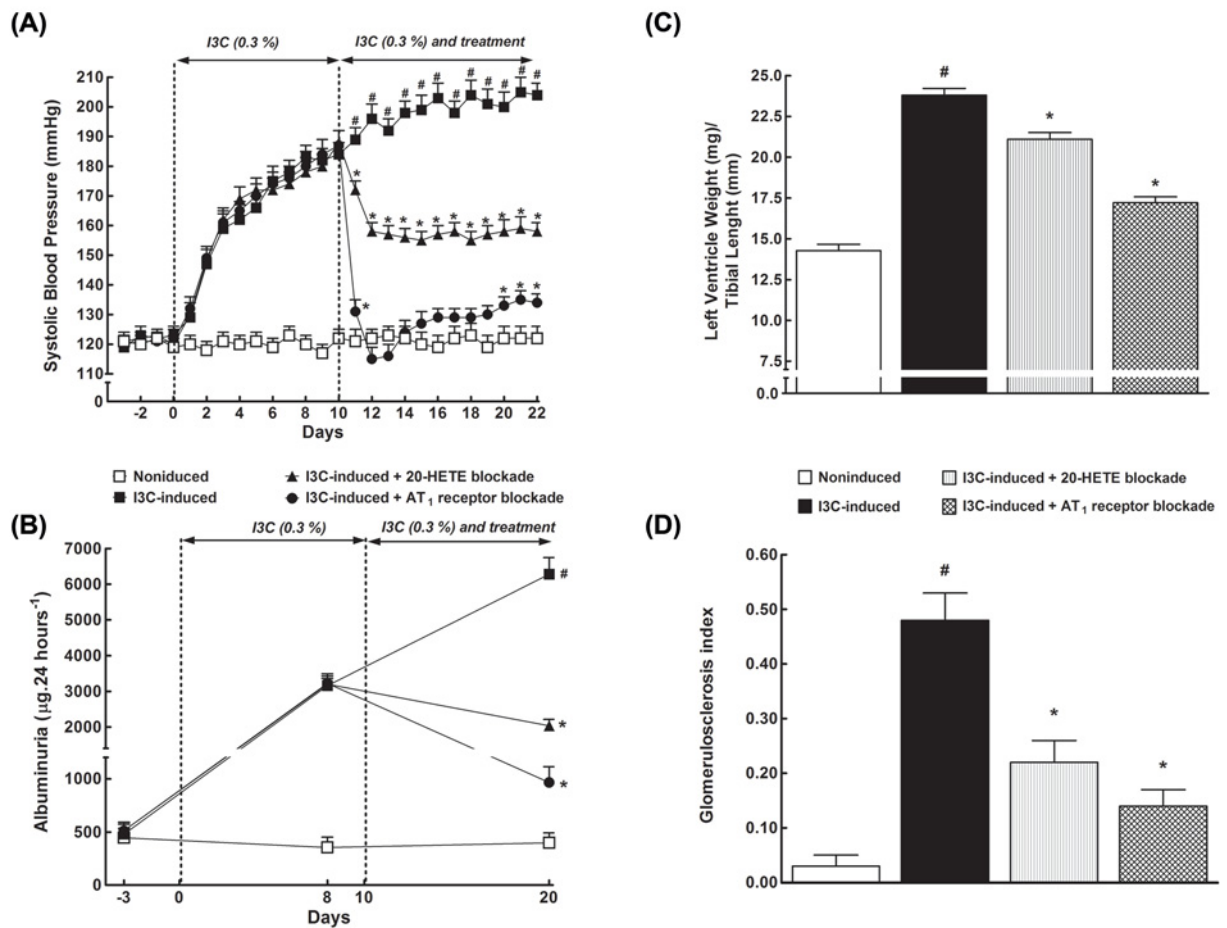 (A)
I3C (0.3 %)
I3C (0.3 %) and treatment
Systolic Blood Pressure (mmHg)
210
200
190
180
170
160
150
140
130
120
110
0
# # # # # # # # # # # #
* * * * * * * * * * * *
* * * *
-2 0 2 4 6 8 10 12 14 16 18 20 22
Days
□ Noninduced
■ I3C-induced
▲ I3C-induced + 20-HETE blockade
● I3C-induced + AT1 receptor blockade
(B)
I3C (0.3 %)
I3C (0.3 %) and treatment
Albuminuria (µg.24 hours-1)
7000
6000
5000
4000
3000
2000
1000
500
0
#
*
*
-3 0 8 10 20
Days
(C)
Left Ventricle Weight (mg)/
Tibial Lenght (mm)
25.0
22.5
20.0
17.5
15.0
12.5
10.0
7.5
0.0
#
*
*
Noninduced
I3C-induced
I3C-induced + 20-HETE blockade
I3C-induced + AT1 receptor blockade
(D)
Glomerulosclerosis index
0.60
0.50
0.40
0.30
0.20
0.10
0.00
#
*
*